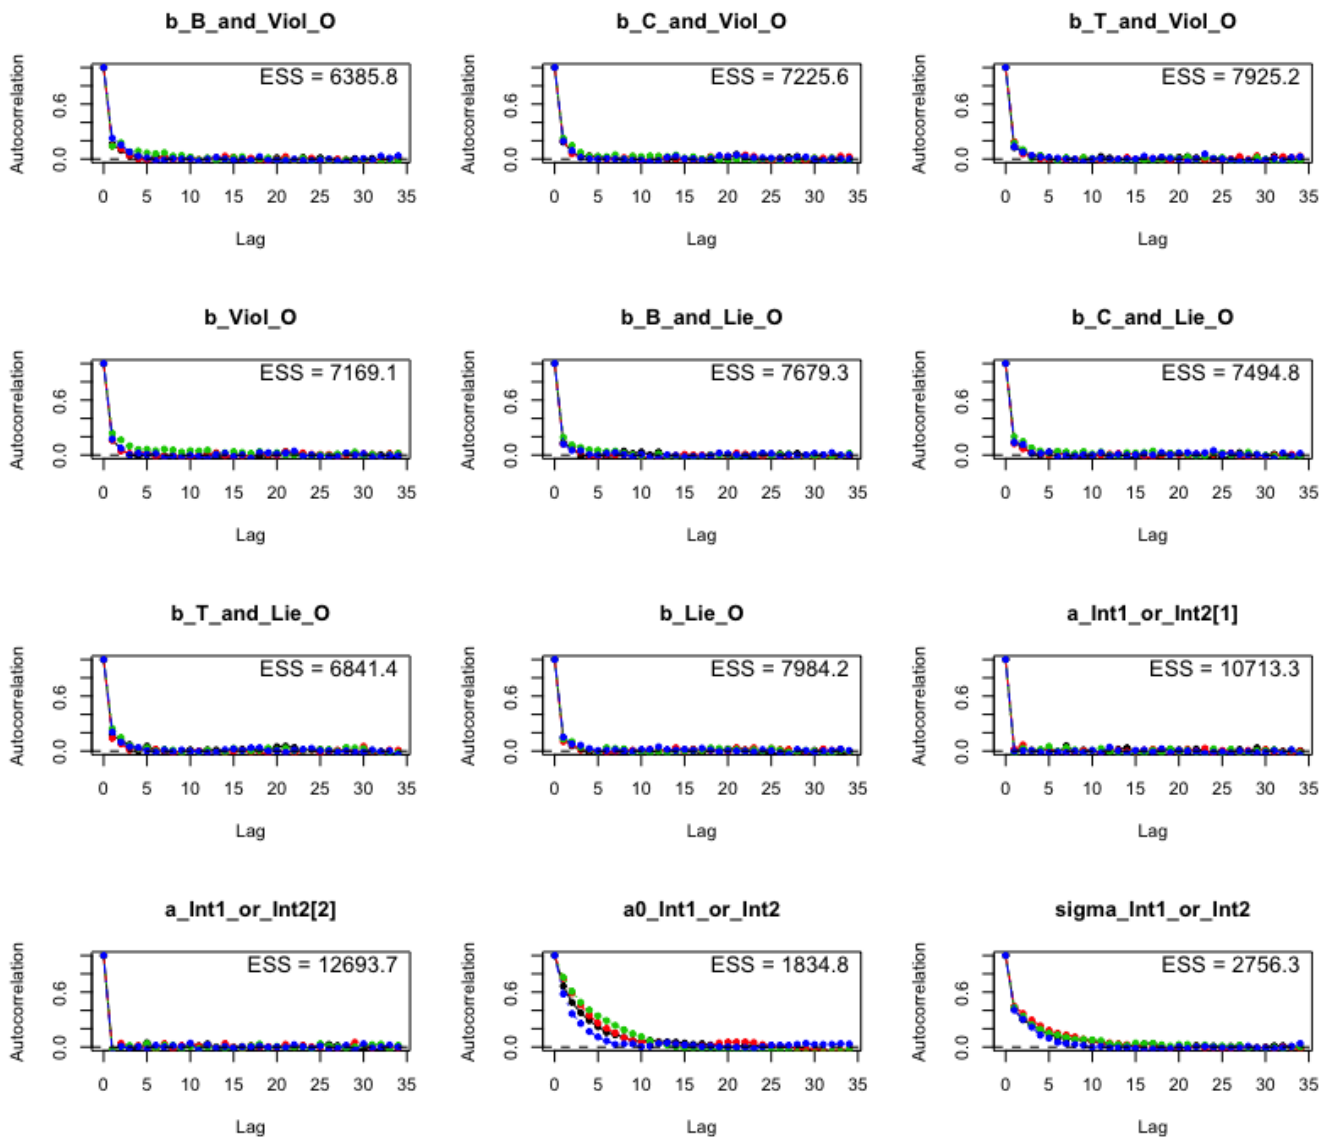 b_B_and_Viol_O b_C_and_Viol_O b_T_and_Viol_O
Autocorrelation 0.0 0.6 ESS = 6385.8 Autocorrelation 0.0 0.6 ESS = 7225.6 Autocorrelation 0.0 0.6 ESS = 7925.2
0 5 10 15 20 25 30 35 0 5 10 15 20 25 30 35 0 5 10 15 20 25 30 35
Lag Lag Lag
b_Viol_O b_B_and_Lie_O b_C_and_Lie_O
Autocorrelation 0.0 0.6 ESS = 7169.1 Autocorrelation 0.0 0.6 ESS = 7679.3 Autocorrelation 0.0 0.6 ESS = 7494.8
0 5 10 15 20 25 30 35 0 5 10 15 20 25 30 35 0 5 10 15 20 25 30 35
Lag Lag Lag
b_T_and_Lie_O b_Lie_O a_Int1_or_Int2[1]
Autocorrelation 0.0 0.6 ESS = 6841.4 Autocorrelation 0.0 0.6 ESS = 7984.2 Autocorrelation 0.0 0.6 ESS = 10713.3
0 5 10 15 20 25 30 35 0 5 10 15 20 25 30 35 0 5 10 15 20 25 30 35
Lag Lag Lag
a_Int1_or_Int2[2] a0_Int1_or_Int2 sigma_Int1_or_Int2
Autocorrelation 0.0 0.6 ESS = 12693.7 Autocorrelation 0.0 0.6 ESS = 1834.8 Autocorrelation 0.0 0.6 ESS = 2756.3
0 5 10 15 20 25 30 35 0 5 10 15 20 25 30 35 0 5 10 15 20 25 30 35
Lag Lag Lag